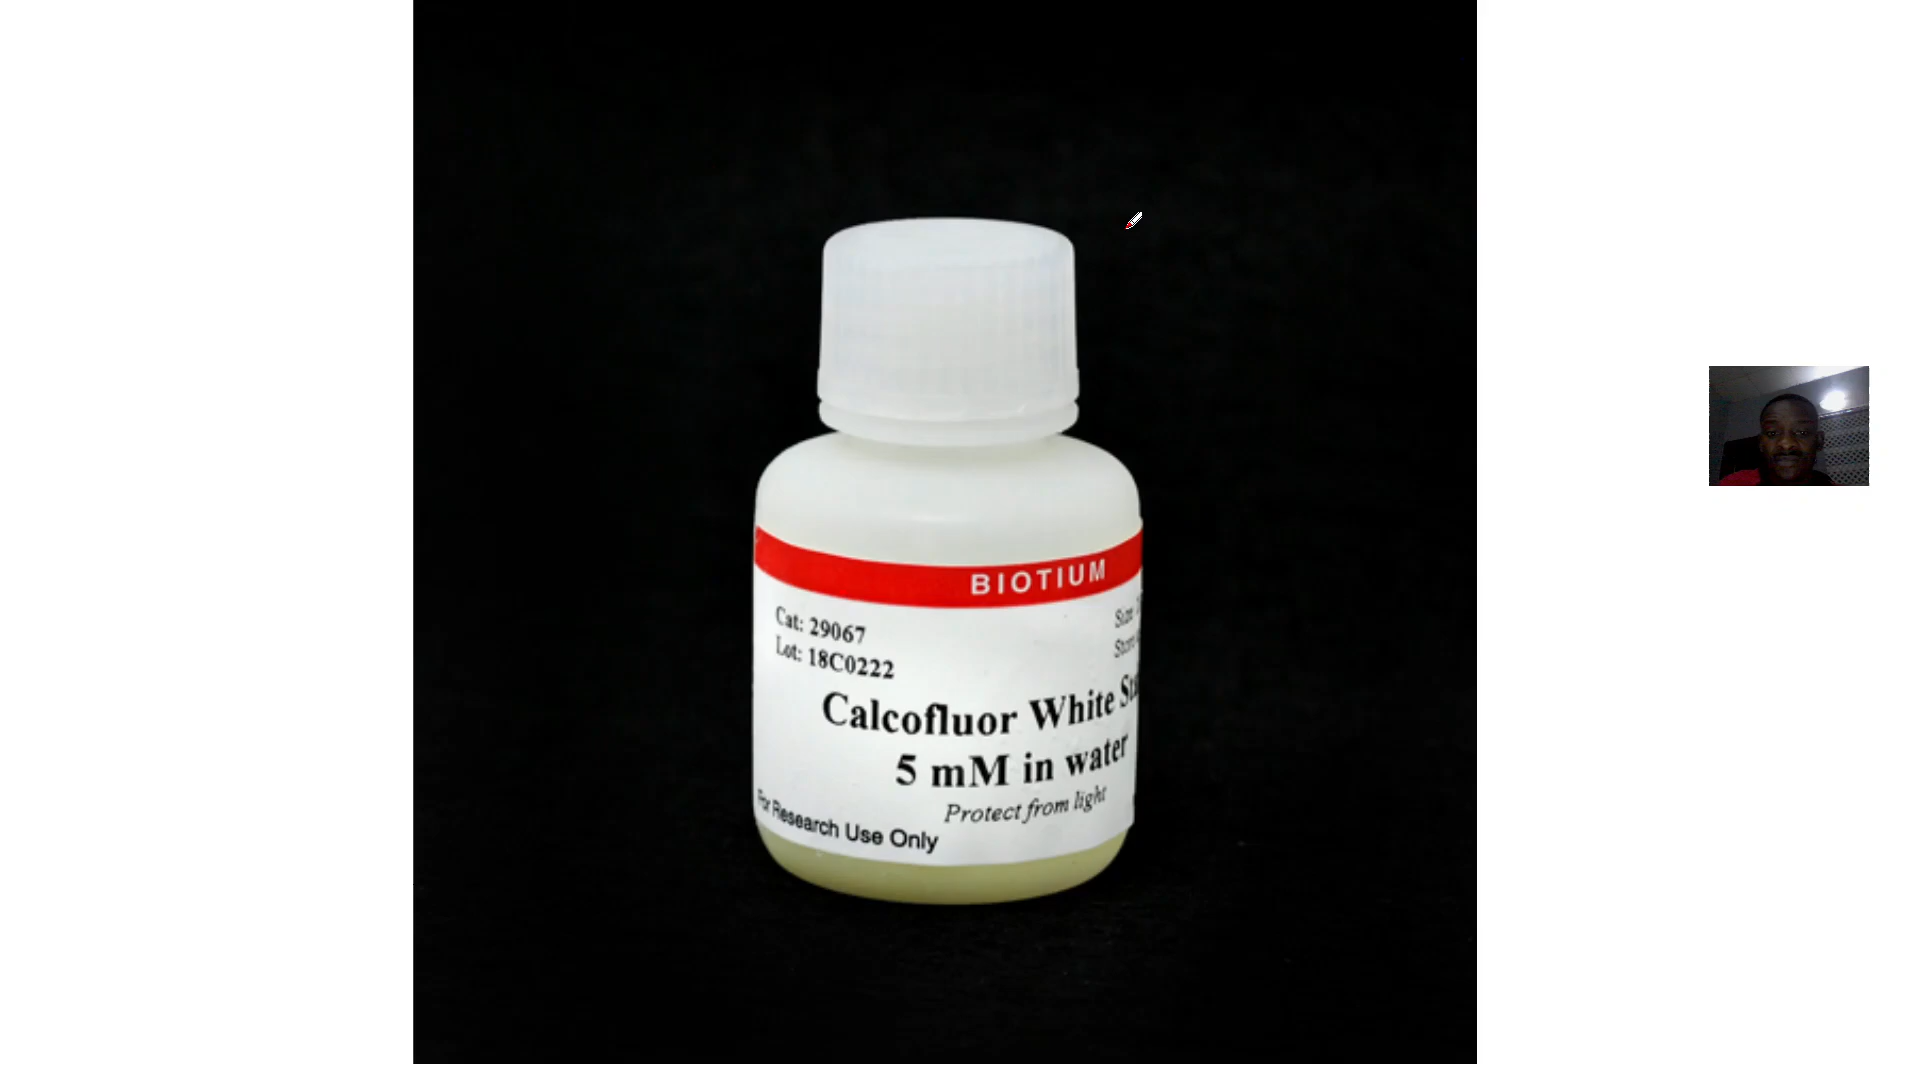 BIOTIUM
Cat: 29067
Lot: 18C0222
Calcofluor White
5 mM in water
Protect from light
For Research Use Only